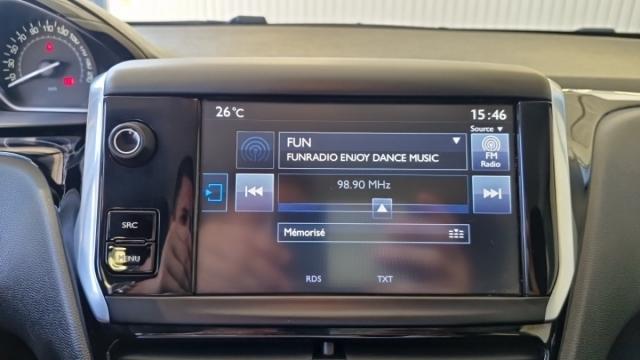 26 °C
15:46
Source ▼
FUN
FUNRADIO ENJOY DANCE MUSIC
FM
Radio
98.90 MHz
SRC
Mémorisé
MENU
RDS TXT